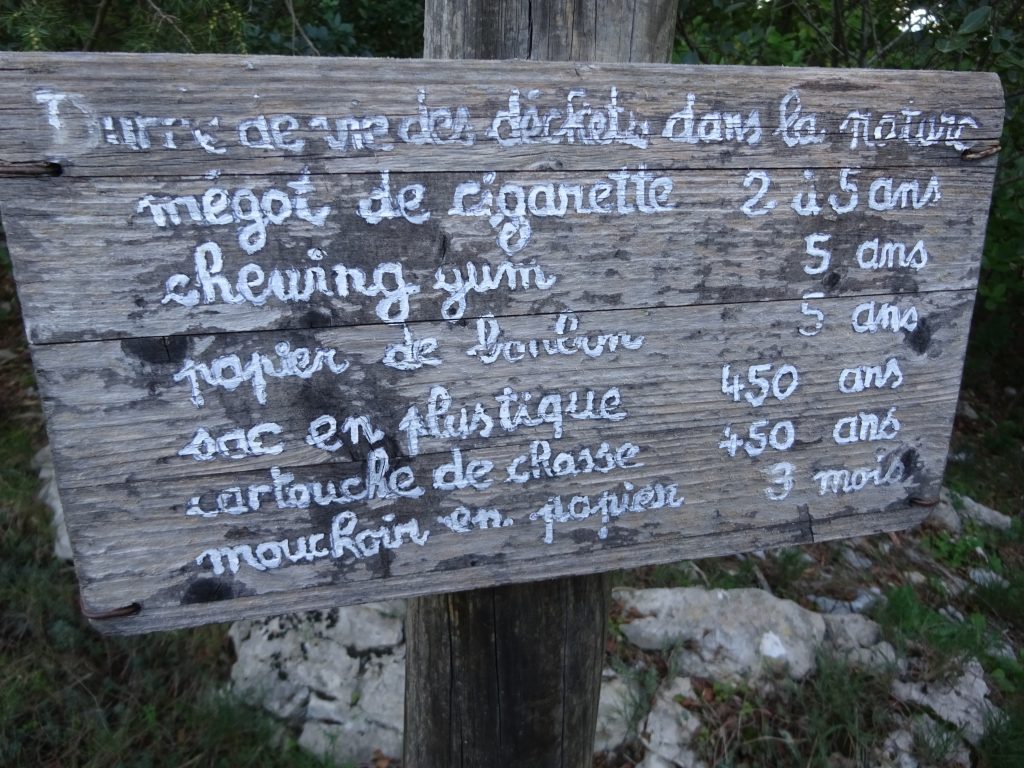 Durée de vie des déchets dans la nature
mégot de cigarette 2 à 5 ans
chewing gum 5 ans
papier de bonbon 5 ans
sac en plastique 450 ans
cartouche de chasse 450 ans
mouchoir en papier 3 mois